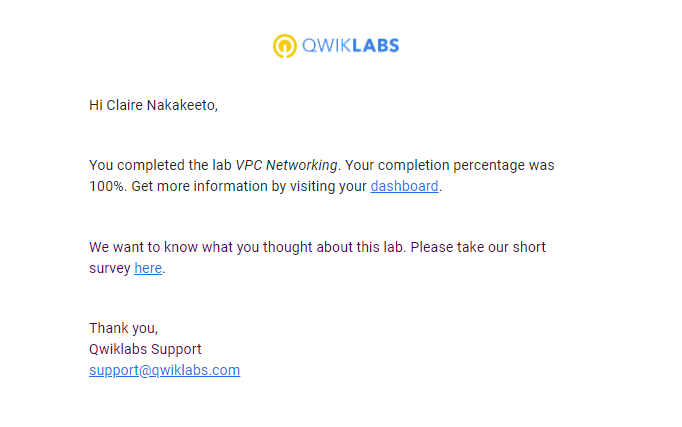 QWIKLABS
Hi Claire Nakakeeto,
You completed the lab VPC Networking. Your completion percentage was
100%. Get more information by visiting your dashboard.
We want to know what you thought about this lab. Please take our short
survey here.
Thank you,
Qwiklabs Support
support@qwiklabs.com